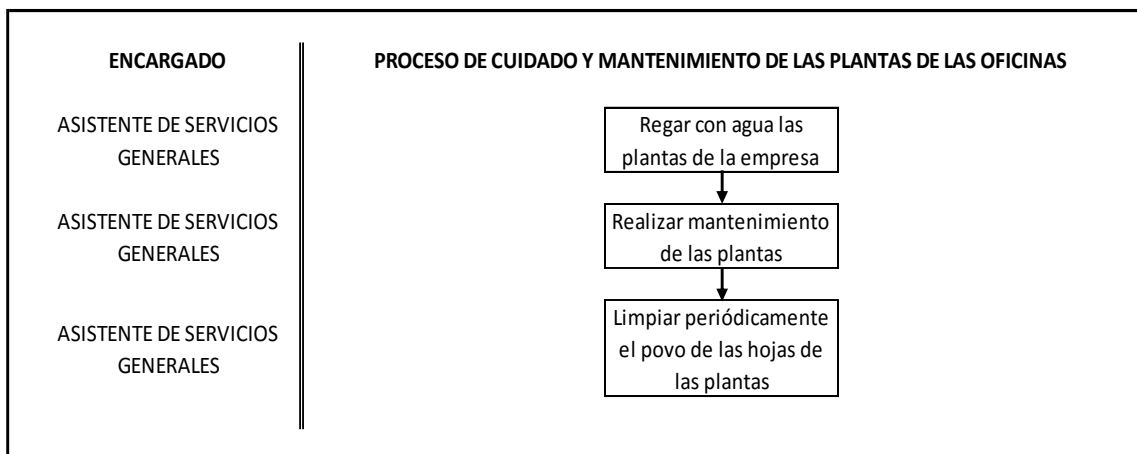 ENCARGADO
PROCESO DE CUIDADO Y MANTENIMIENTO DE LAS PLANTAS DE LAS OFICINAS
ASISTENTE DE SERVICIOS
GENERALES
Regar con agua las
plantas de la empresa
ASISTENTE DE SERVICIOS
GENERALES
Realizar mantenimiento
de las plantas
ASISTENTE DE SERVICIOS
GENERALES
Limpiar periódicamente
el povo de las hojas de
las plantas